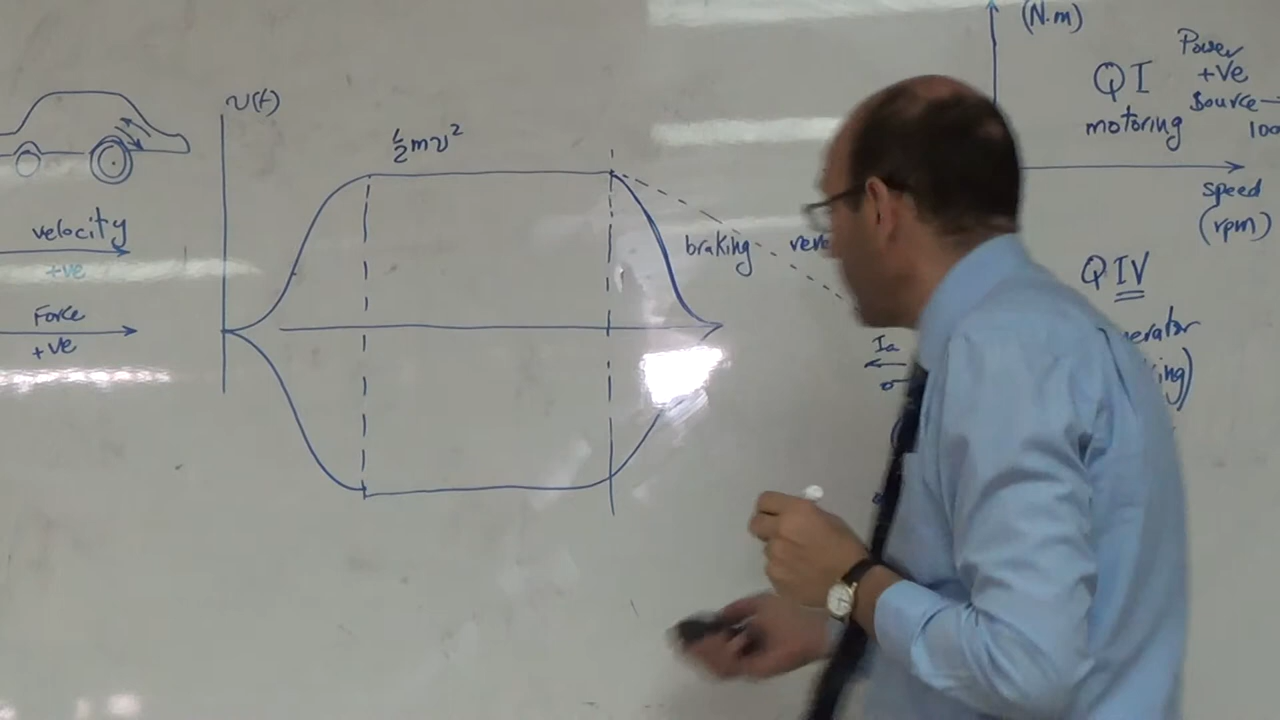 v(t)
½mv²
velocity
+ve
Force
+ve
braking
Ia
(N.m)
QI
motoring
Power
+ve
Source
speed
(rpm)
QIV